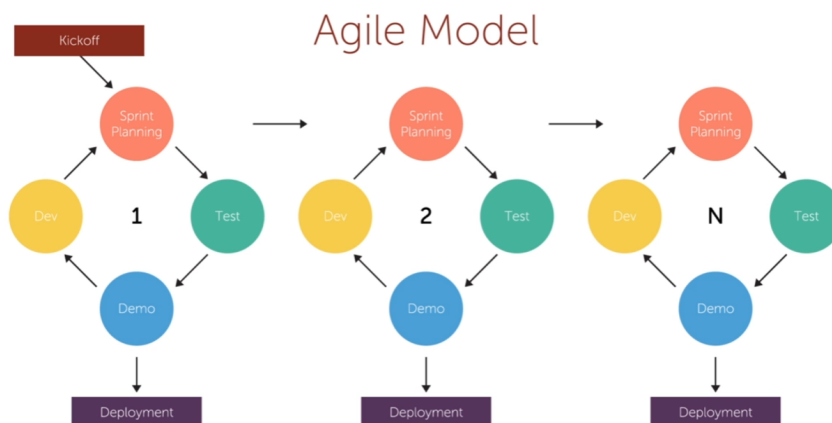 Agile Model
Kickoff
Sprint
Planning
Dev
1
Test
Demo
Deployment
Sprint
Planning
Dev
2
Test
Demo
Deployment
Sprint
Planning
Dev
N
Test
Demo
Deployment